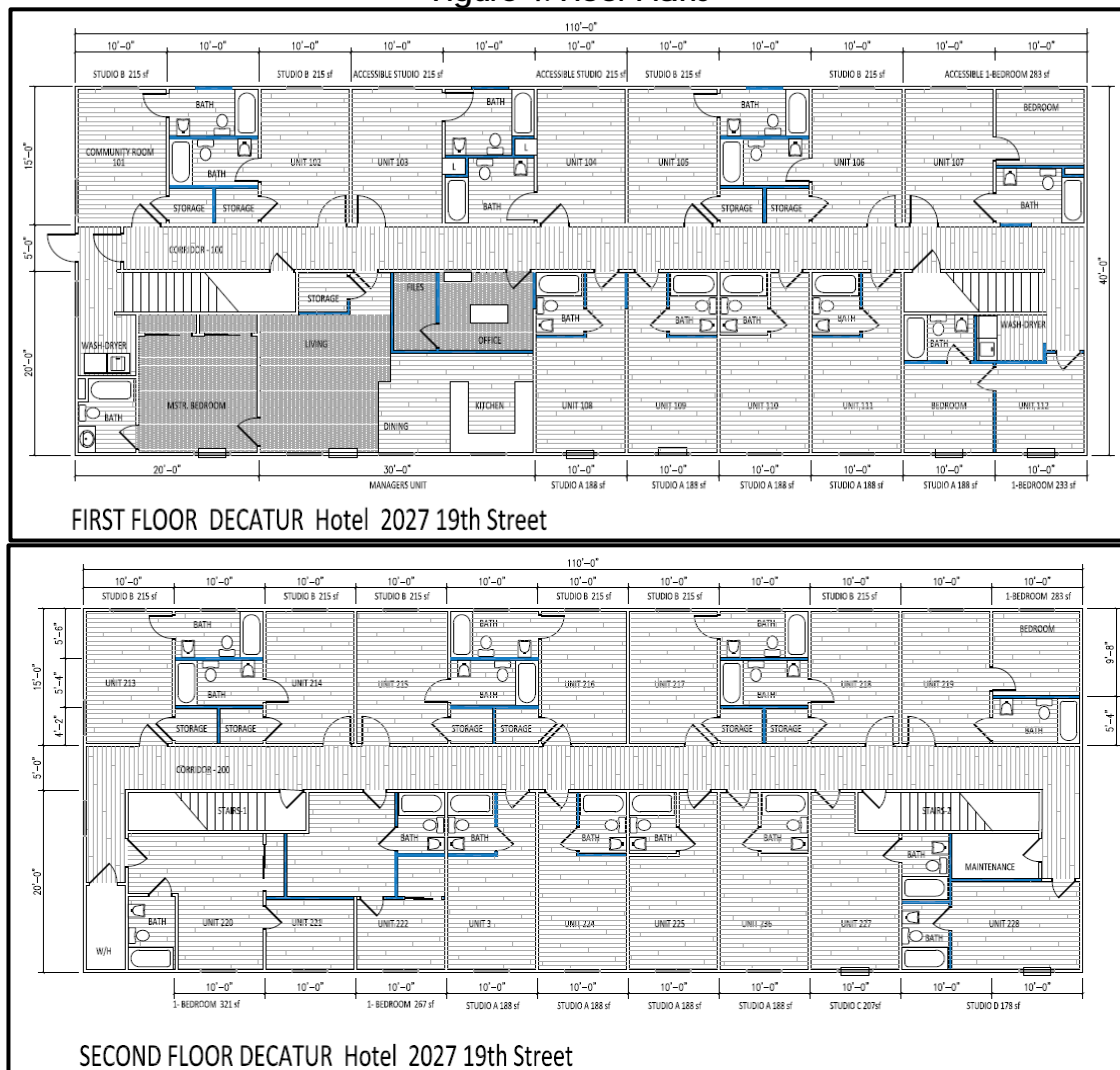 Figure 4: Floor Plans
110'-0"
10'-0" 10'-0" 10'-0" 10'-0" 10'-0" 10'-0" 10'-0" 10'-0" 10'-0" 10'-0" 10'-0"
STUDIO B 215 sf STUDIO B 215 sf ACCESSIBLE STUDIO 215 sf ACCESSIBLE STUDIO 215 sf STUDIO B 215 sf STUDIO B 215 sf ACCESSIBLE 1-BEDROOM 283 sf
BATH BATH BATH BEDROOM
15'-0" COMMUNITY ROOM 40'-0"
101 UNIT 102 UNIT 103 L UNIT 104 UNIT 105 UNIT 106 UNIT 107
L
BATH BATH BATH BATH
STORAGE STORAGE STORAGE STORAGE
5'-0" CORRIDOR - 100
STORAGE FILES
BATH BATH BATH BATH
WASH-DRYER LIVING OFFICE BATH WASH-DRYER
20'-0"
BATH MSTR. BEDROOM KITCHEN UNIT 108 UNIT 109 UNIT 110 UNIT 111 BEDROOM UNIT 112
DINING
20'-0" 30'-0" 10'-0" 10'-0" 10'-0" 10'-0" 10'-0" 10'-0"
MANAGERS UNIT STUDIO A 188 sf STUDIO A 188 sf STUDIO A 188 sf STUDIO A 188 sf STUDIO A 188 sf 1-BEDROOM 233 sf
FIRST FLOOR DECATUR Hotel 2027 19th Street
110'-0"
10'-0" 10'-0" 10'-0" 10'-0" 10'-0" 10'-0" 10'-0" 10'-0" 10'-0" 10'-0" 10'-0"
STUDIO B 215 sf STUDIO B 215 sf STUDIO B 215 sf STUDIO B 215 sf STUDIO B 215 sf STUDIO B 215 sf 1-BEDROOM 283 sf
5'-6" BATH BATH BATH BEDROOM 9'-8"
15'-0" 5'-4" UNIT 213 BATH UNIT 214 UNIT 215 BATH UNIT 216 UNIT 217 BATH UNIT 218 UNIT 219
4'-2" STORAGE STORAGE STORAGE STORAGE STORAGE STORAGE BATH 5'-4"
5'-0" CORRIDOR - 200
STAIRS-1 STAIRS-2
BATH BATH BATH BATH BATH
BATH MAINTENANCE
20'-0"
BATH UNIT 220 UNIT 221 UNIT 222 UNIT 3 UNIT 224 UNIT 225 UNIT 236 UNIT 227 UNIT 228
W/H BATH
10'-0" 10'-0" 10'-0" 10'-0" 10'-0" 10'-0" 10'-0" 10'-0" 10'-0" 10'-0"
1- BEDROOM 321 sf 1- BEDROOM 267 sf STUDIO A 188 sf STUDIO A 188 sf STUDIO A 188 sf STUDIO A 188 sf STUDIO C 207sf STUDIO D 178 sf
SECOND FLOOR DECATUR Hotel 2027 19th Street